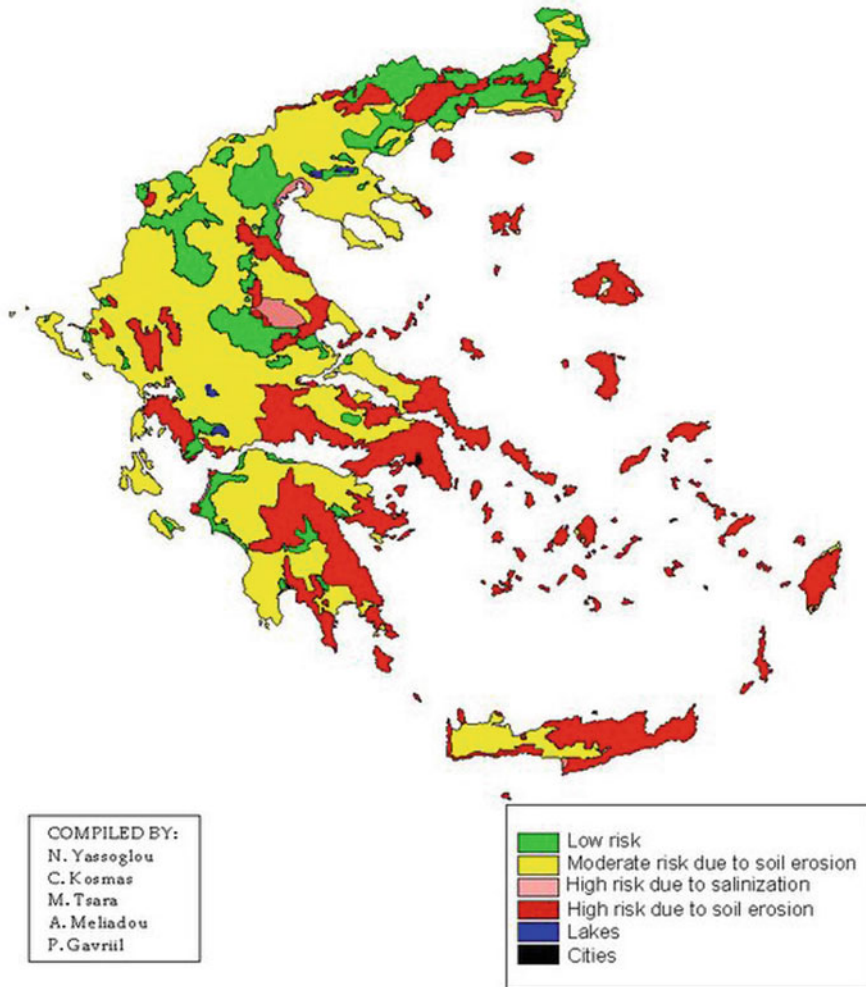 COMPILED BY:
N. Yassoglou
C. Kosmas
M. Tsara
A. Meliadou
P. Gavriil
Low risk
Moderate risk due to soil erosion
High risk due to salinization
High risk due to soil erosion
Lakes
Cities